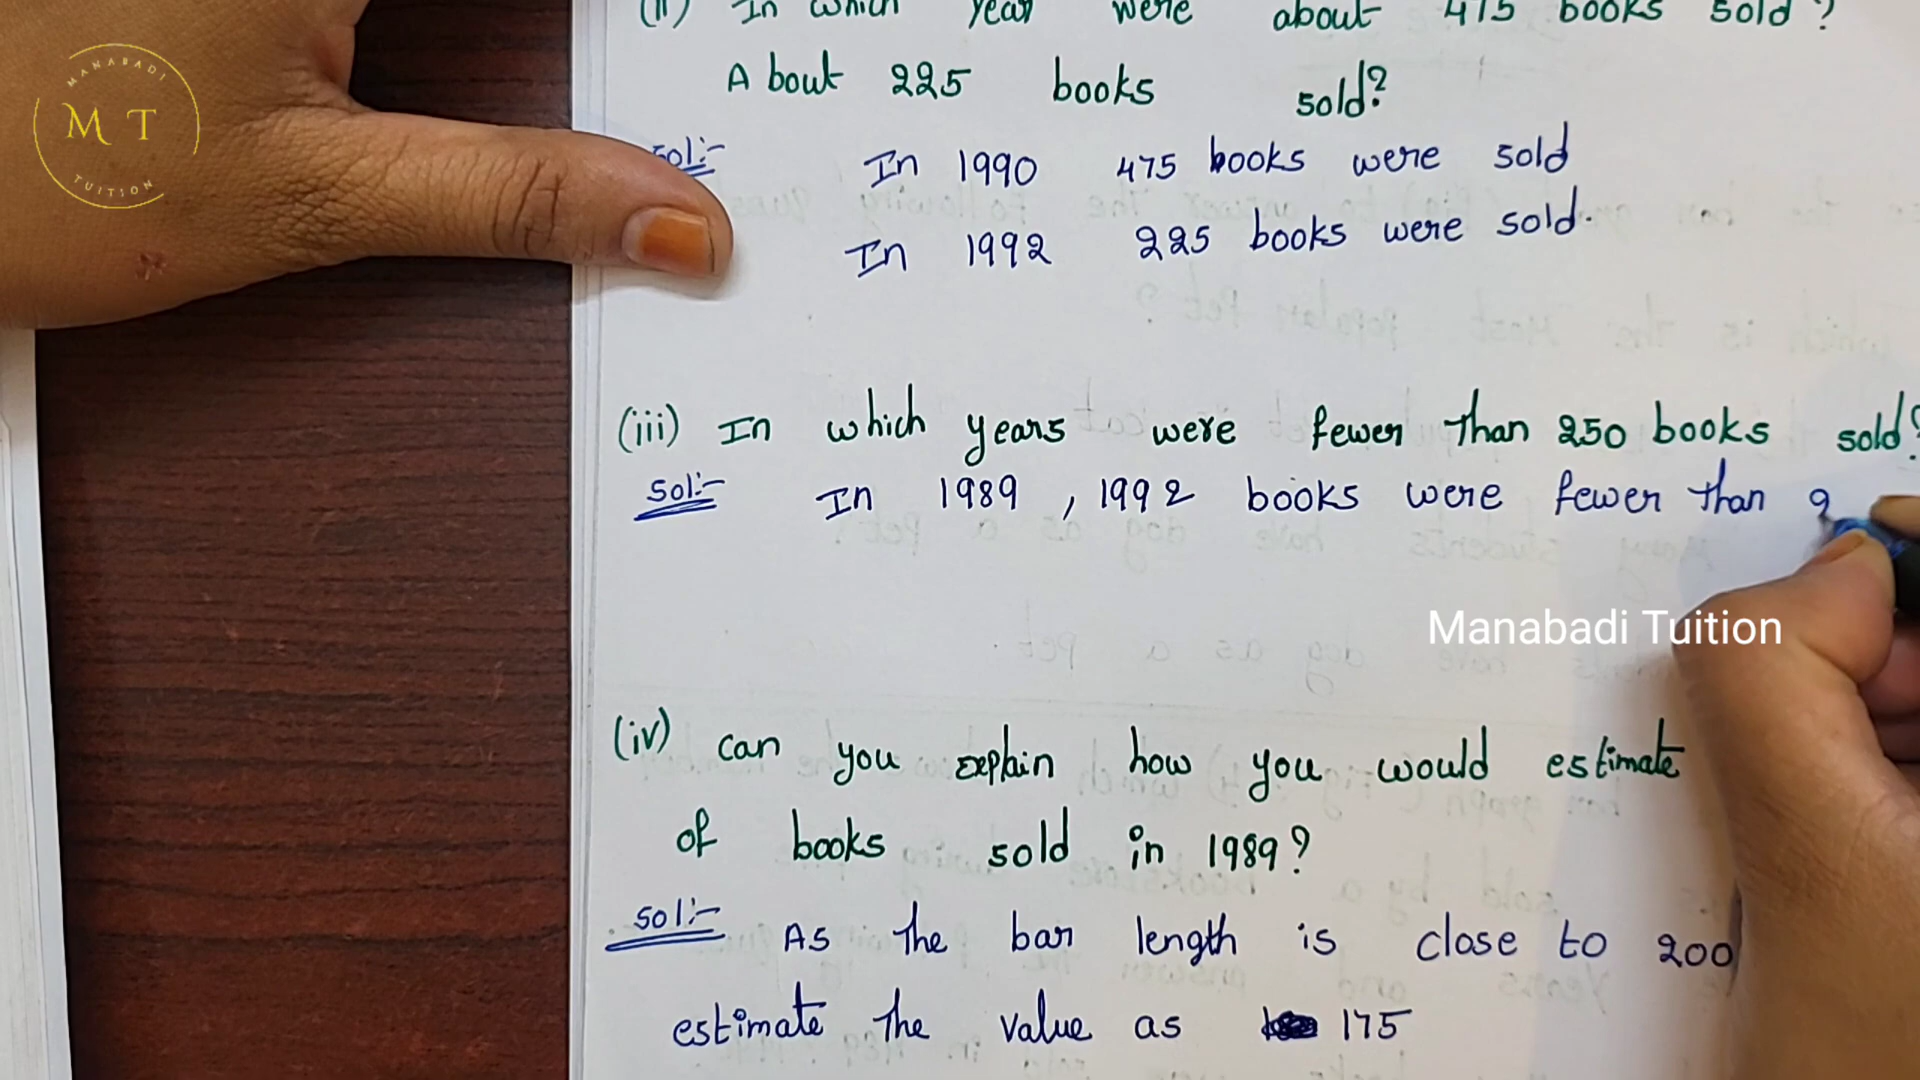 MANABADI
M T
TUITION
(ii) In which year were about 475 books sold?
About 225 books sold?
sol:-
In 1990 475 books were sold
In 1992 225 books were sold.
(iii) In which years were fewer than 250 books sold?
sol:- In 1989, 1992 books were fewer than
Manabadi Tuition
(iv) can you explain how you would estimate
of books sold in 1989?
sol:- As the bar length is close to 200
estimate the value as 175